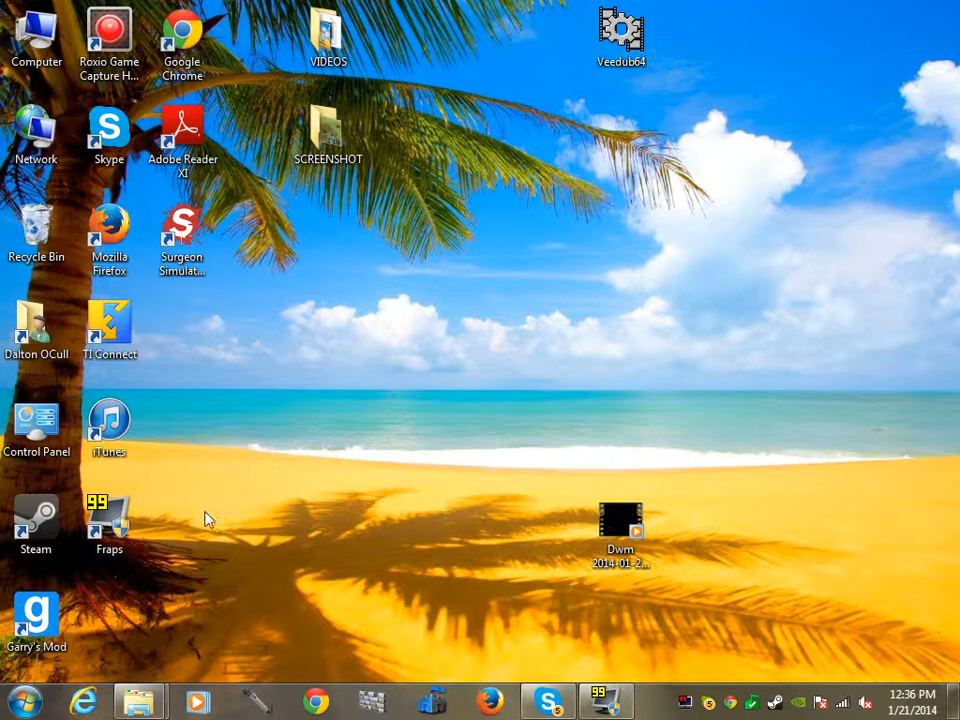 Computer
Roxio Game
Capture H...
Google
Chrome
VIDEOS
Veedub64
Network
Skype
Adobe Reader
XI
SCREENSHOT
Recycle Bin
Mozilla
Firefox
Surgeon
Simulat...
Dalton OCull
TI Connect
Control Panel
iTunes
99
Steam
Fraps
Dwm
2014-01-2...
g
Garry's Mod
5
99
5
12:36 PM
1/21/2014